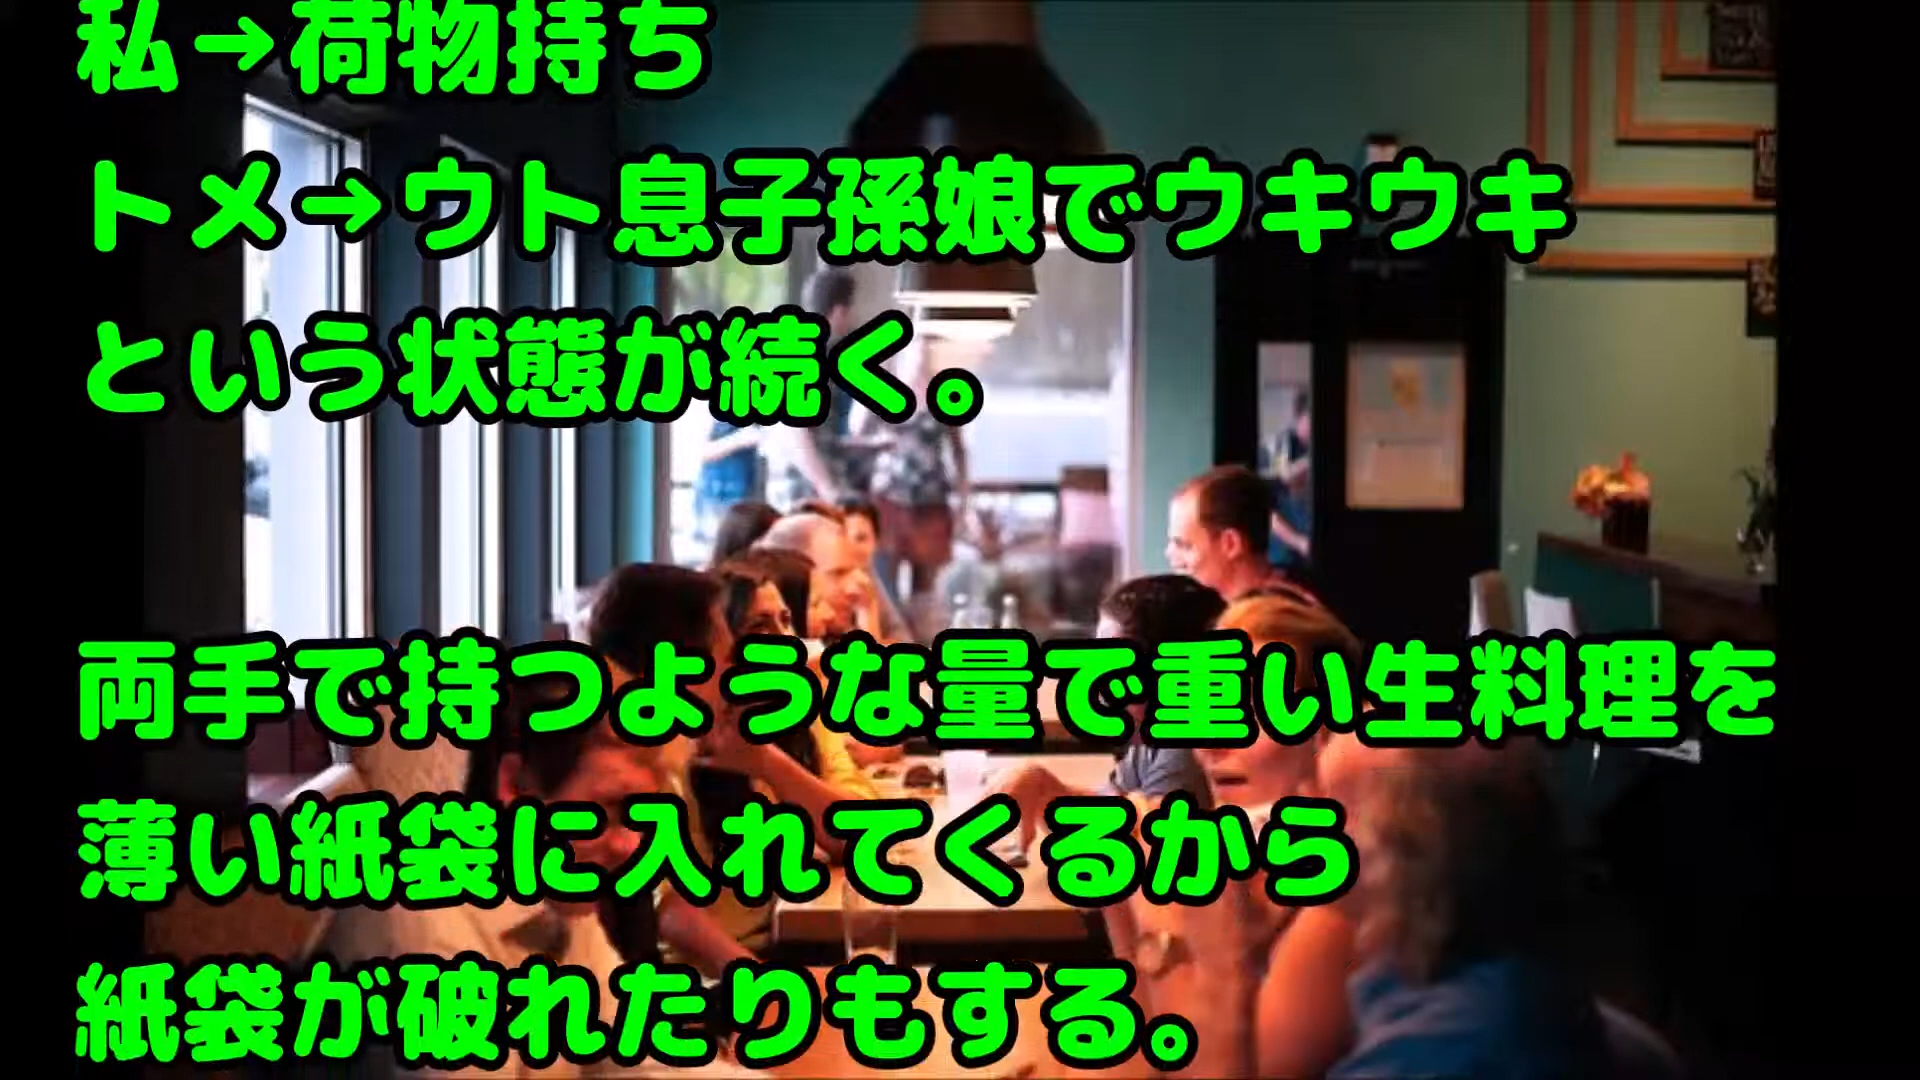 私→荷物持ち
トメ→ウト息子孫娘でウキウキ
という状態が続く。
両手で持つような量で重い生料理を
薄い紙袋に入れてくるから
紙袋が破れたりもする。